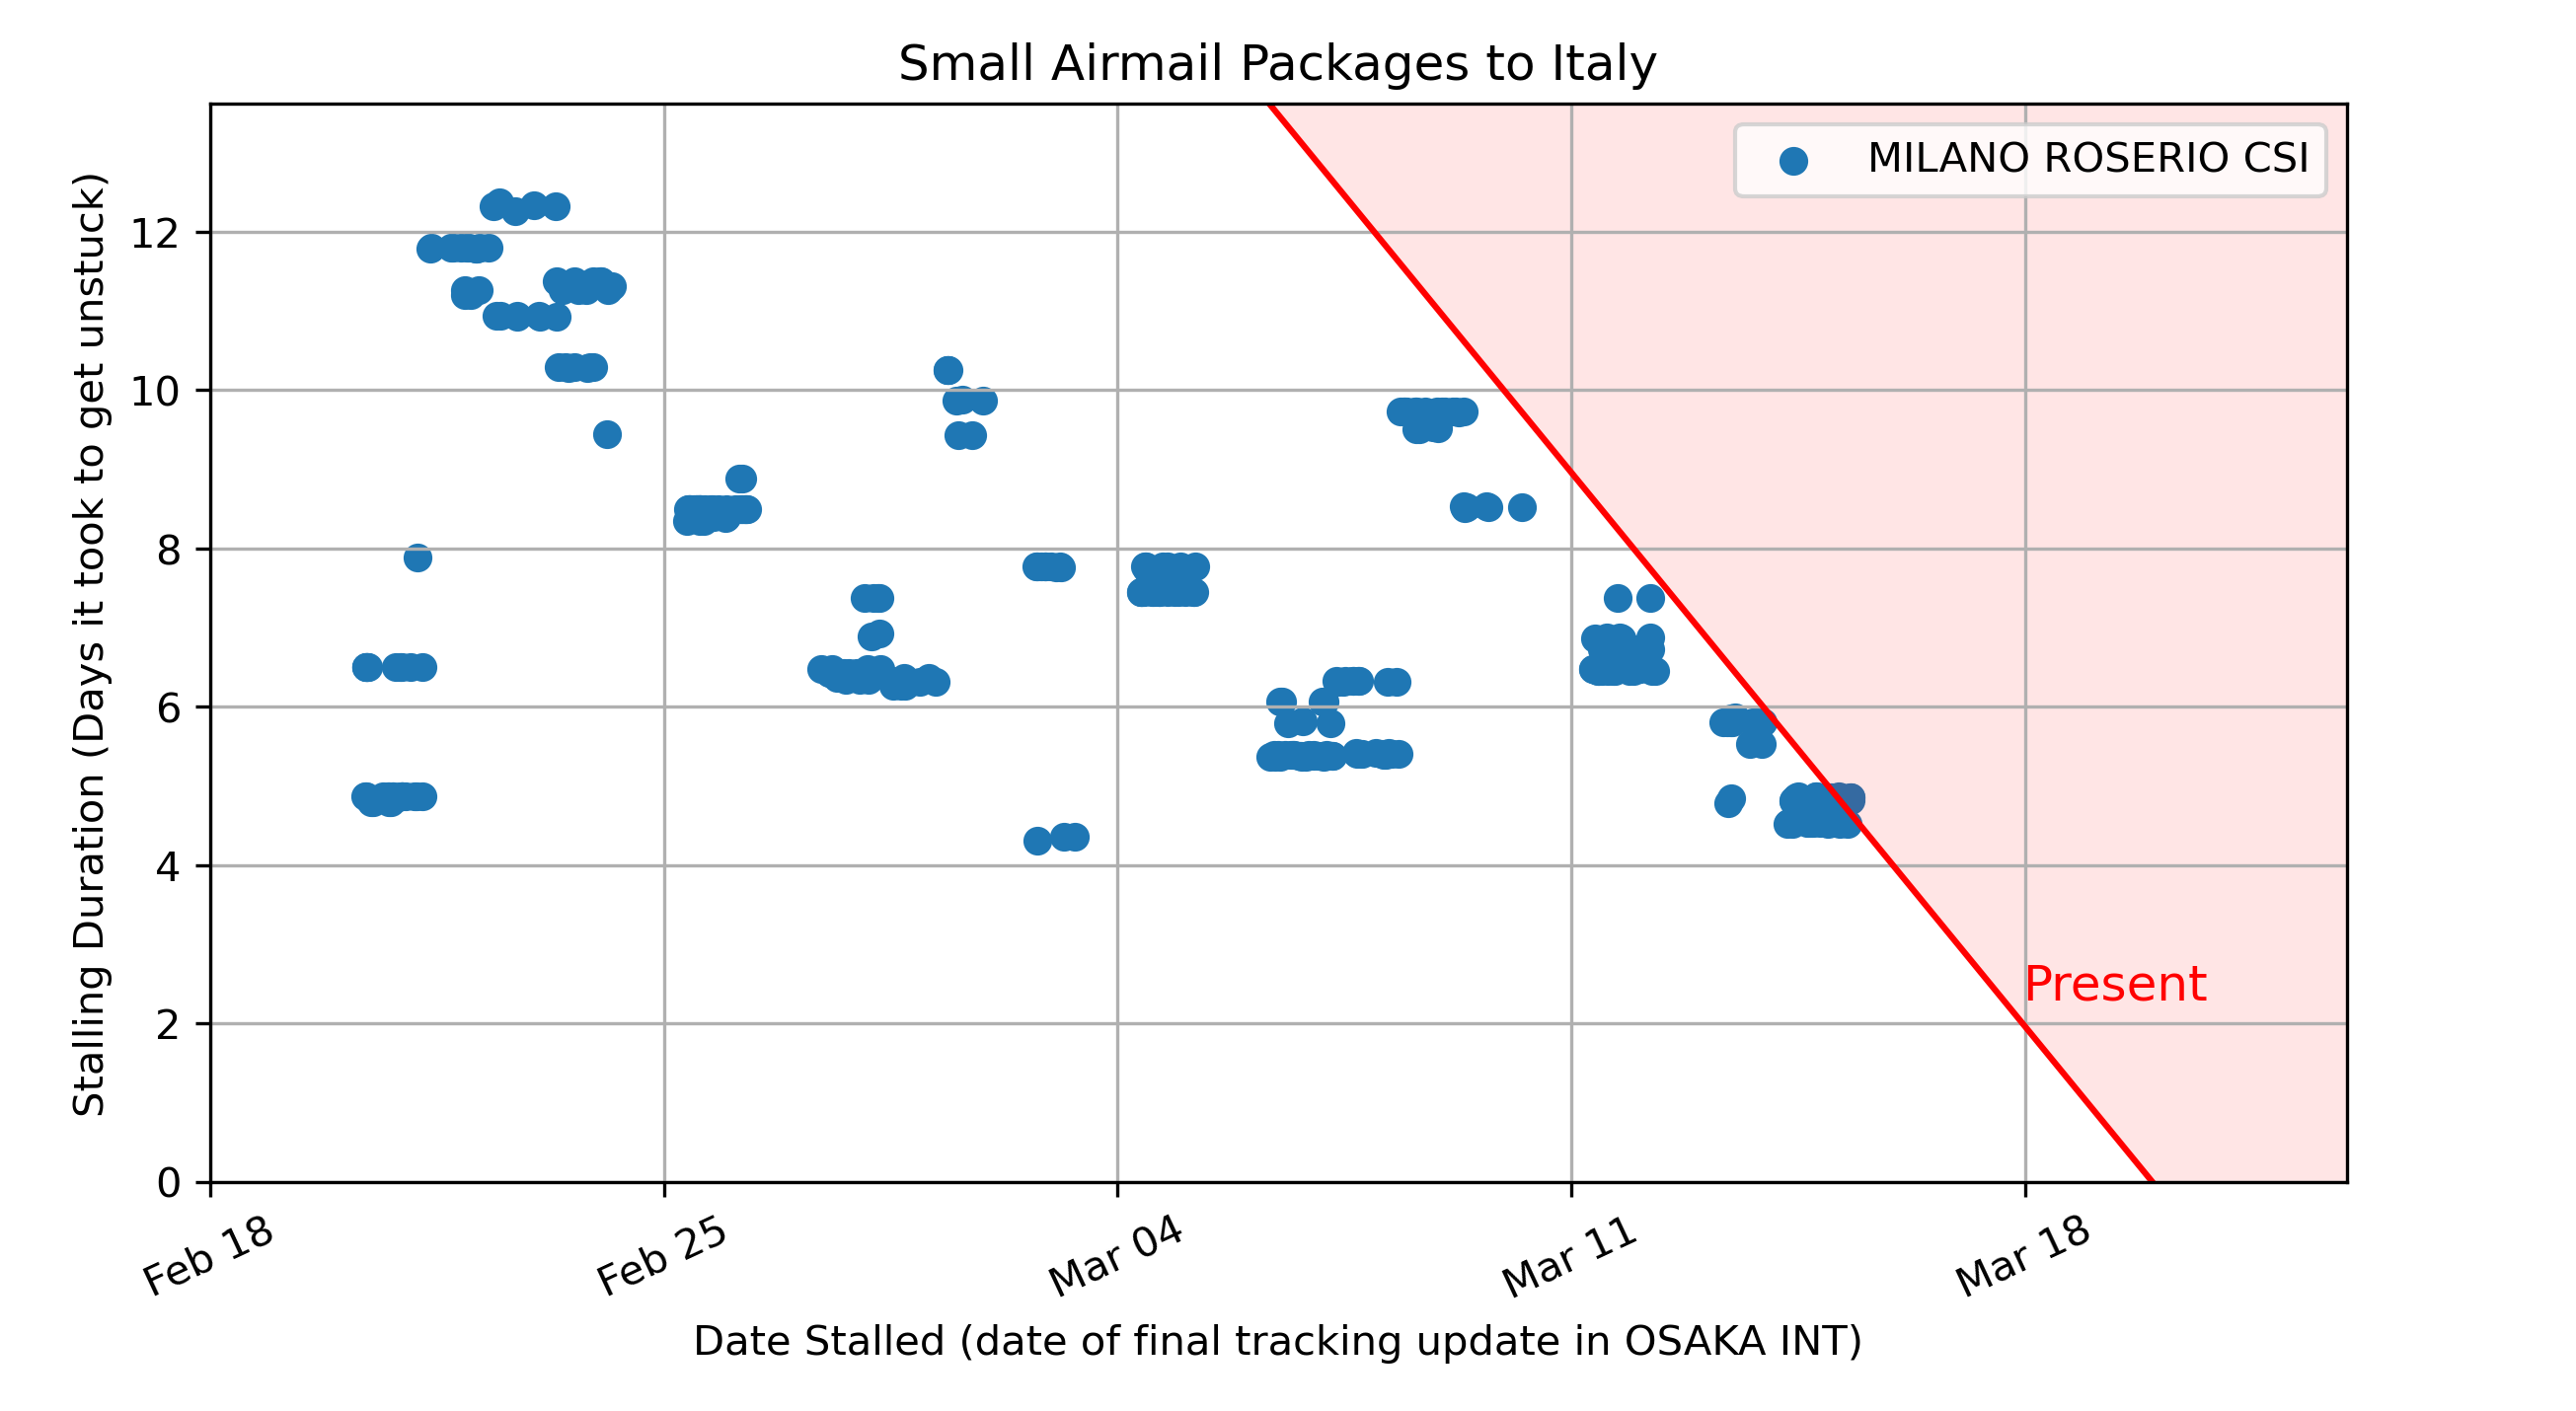 Small Airmail Packages to Italy
MILANO ROSERIO CSI
Stalling Duration (Days it took to get unstuck)
12
10
8
6
4
2
0
Present
Feb 18
Feb 25
Mar 04
Mar 11
Mar 18
Date Stalled (date of final tracking update in OSAKA INT)